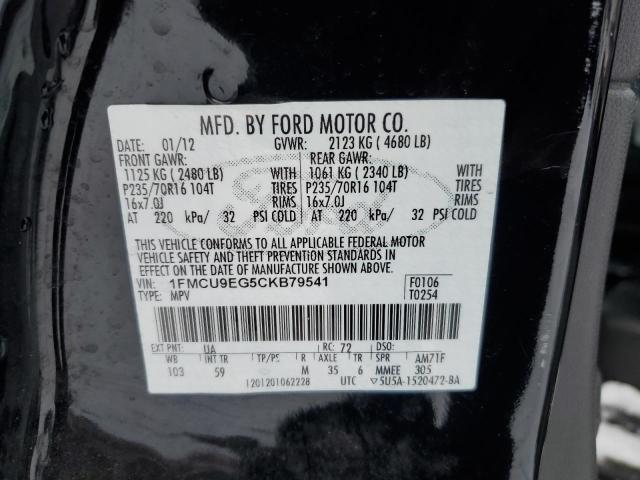 MFD. BY FORD MOTOR CO.
DATE: 01/12 GVWR: 2123 KG ( 4680 LB)
FRONT GAWR: REAR GAWR:
1125 KG ( 2480 LB) WITH 1061 KG ( 2340 LB) WITH
P235/70R16 104T TIRES P235/70R16 104T TIRES
16x7.0J RIMS 16x7.0J RIMS
AT 220 kPa/ 32 PSI COLD AT 220 kPa/ 32 PSI COLD
THIS VEHICLE CONFORMS TO ALL APPLICABLE FEDERAL MOTOR
VEHICLE SAFETY AND THEFT PREVENTION STANDARDS IN
EFFECT ON THE DATE OF MANUFACTURE SHOWN ABOVE.
VIN: 1FMCU9EG5CKB79541 F0106
TYPE: MPV T0254
EXT PNT: UA RC: 72 DSO:
WB INT TR TP/PS R AXLE TR SPR AM71F
103 59 M 35 6 MMEE 305
1201201062228 UTC 5U5A-1520472-BA
Ford